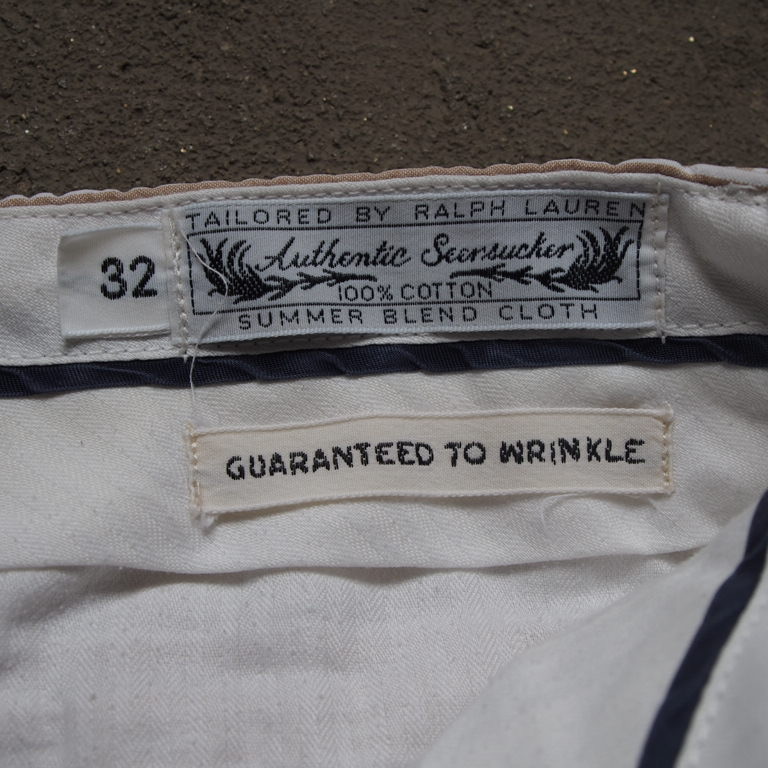 32
TAILORED BY RALPH LAUREN
Authentic Seersucker
100% COTTON
SUMMER BLEND CLOTH
GUARANTEED TO WRINKLE